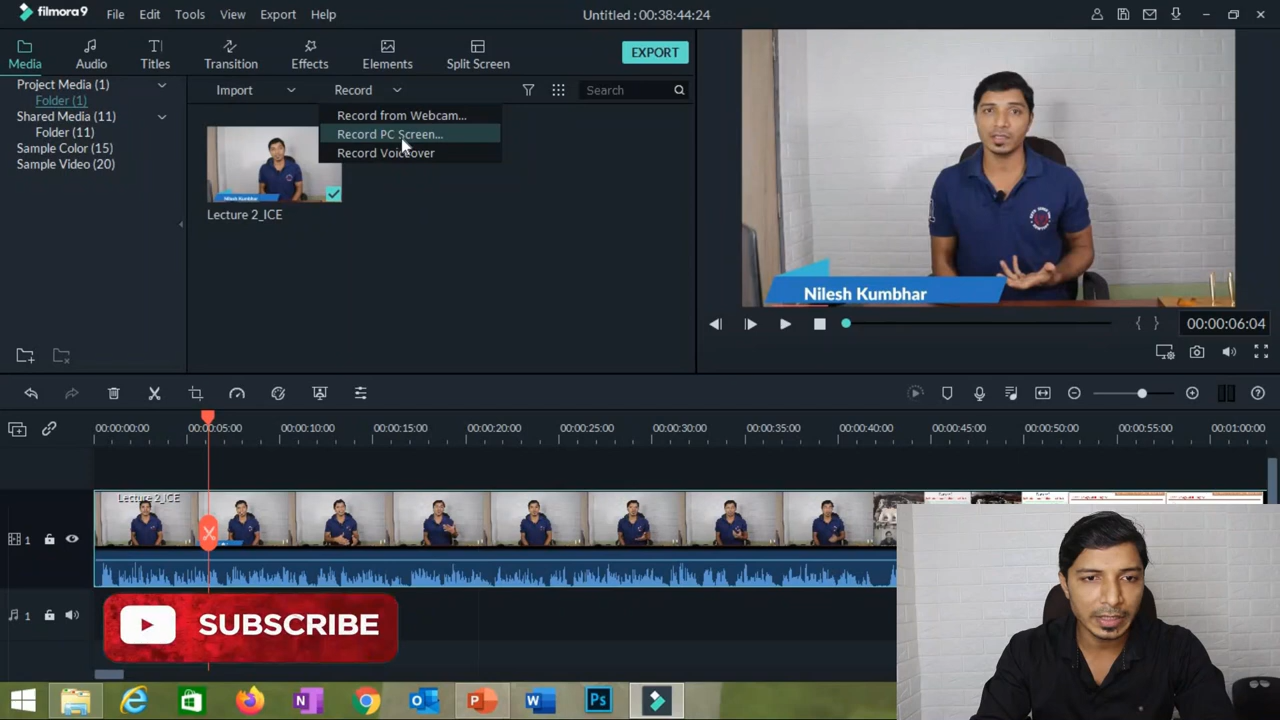 filmora9
File Edit Tools View Export Help
Untitled : 00:38:44:24
Media Audio Titles Transition Effects Elements Split Screen
EXPORT
Project Media (1)
Folder (1)
Shared Media (11)
Folder (11)
Sample Color (15)
Sample Video (20)
Import Record Search
Record from Webcam...
Record PC Screen...
Record Voiceover
Nilesh Kumbhar
Lecture 2_ICE
Nilesh Kumbhar
00:00:06:04
00:00:00:00 00:00:05:00 00:00:10:00 00:00:15:00 00:00:20:00 00:00:25:00 00:00:30:00 00:00:35:00 00:00:40:00 00:00:45:00 00:00:50:00 00:00:55:00 00:01:00:00
Lecture 2_ICE
1
1
SUBSCRIBE